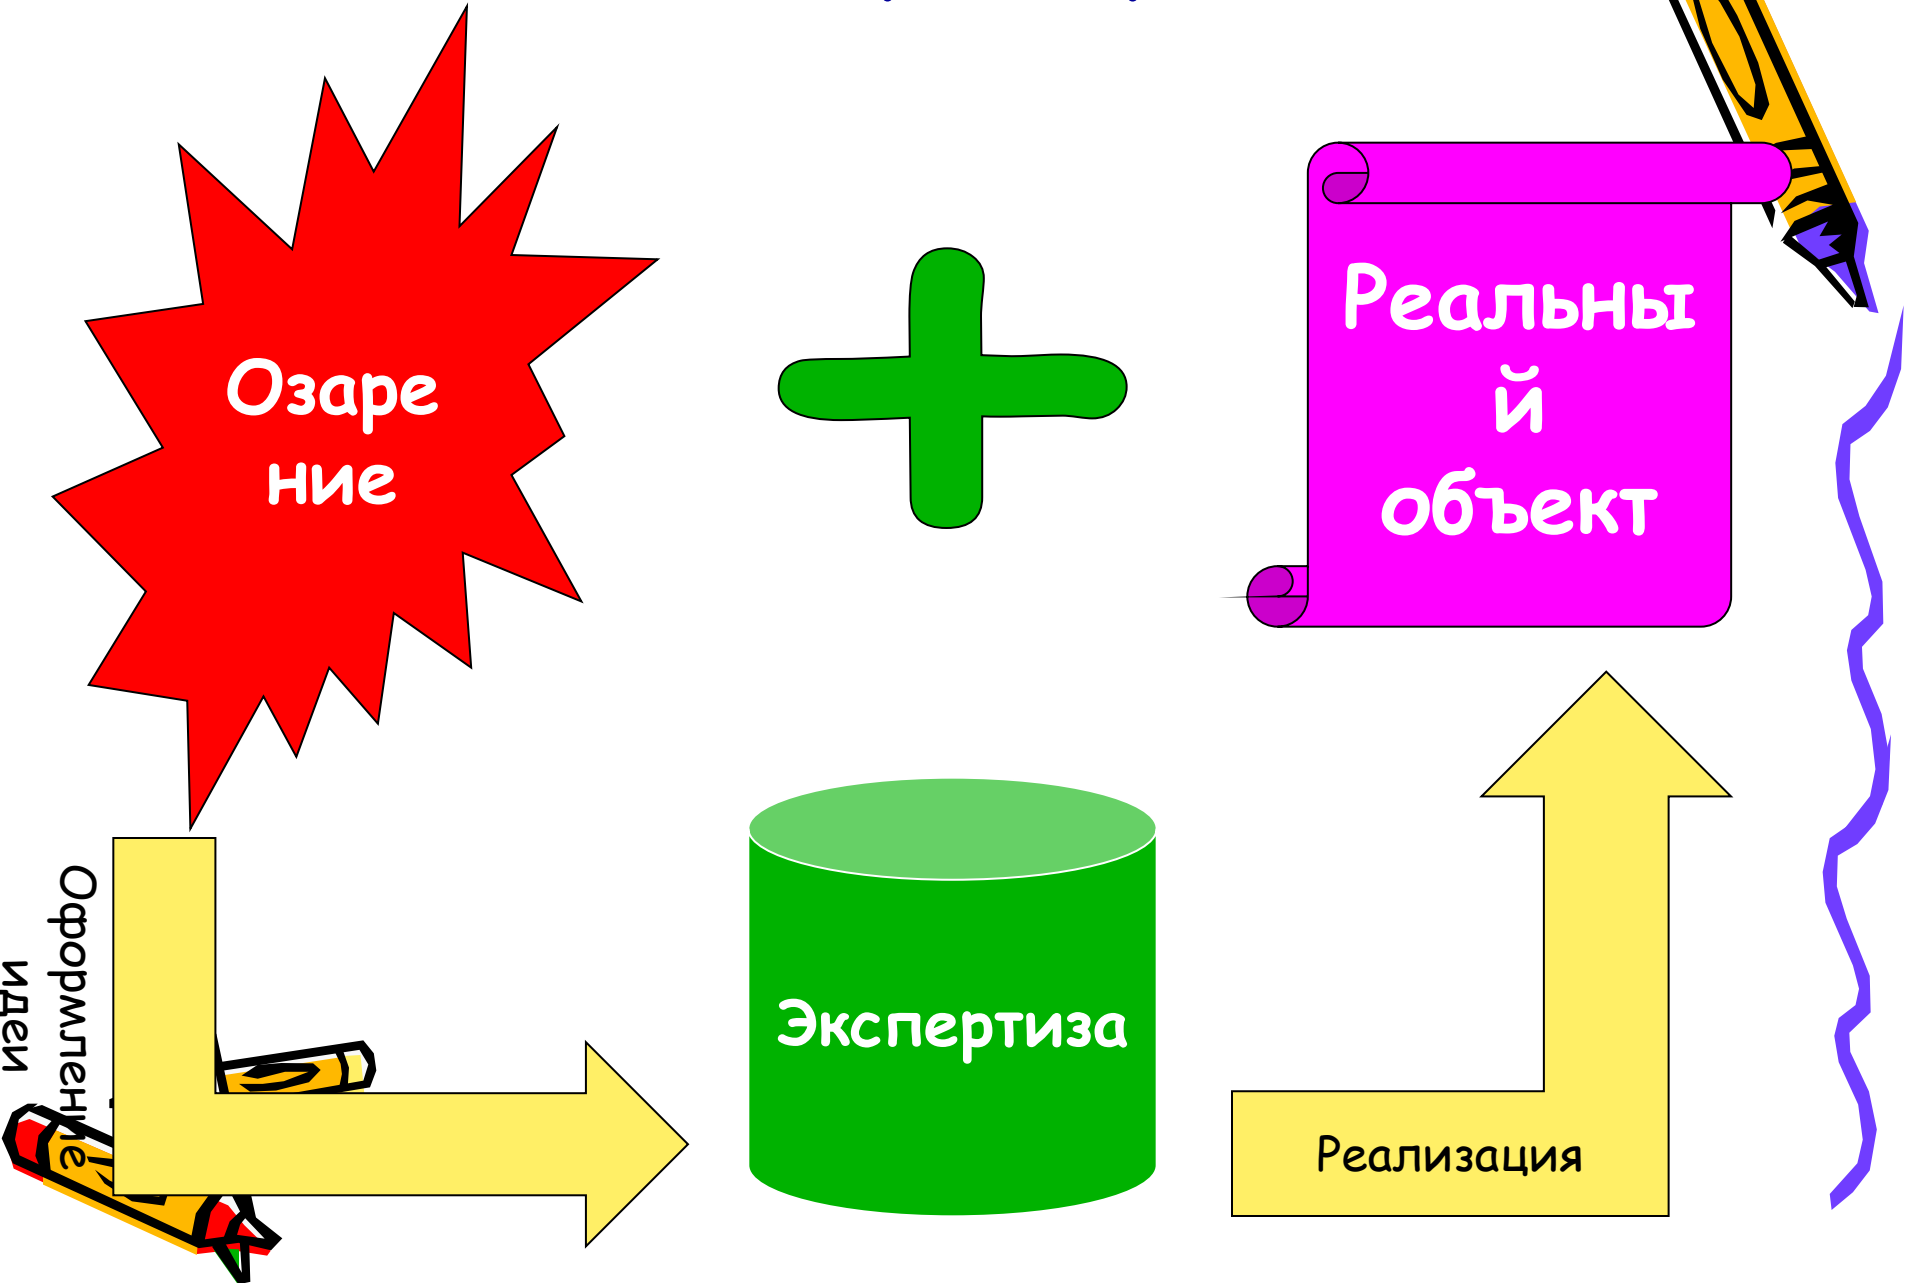 Озаре
ние
Реальны
й
объект
Экспертиза
Оформление
идеи
Реализация